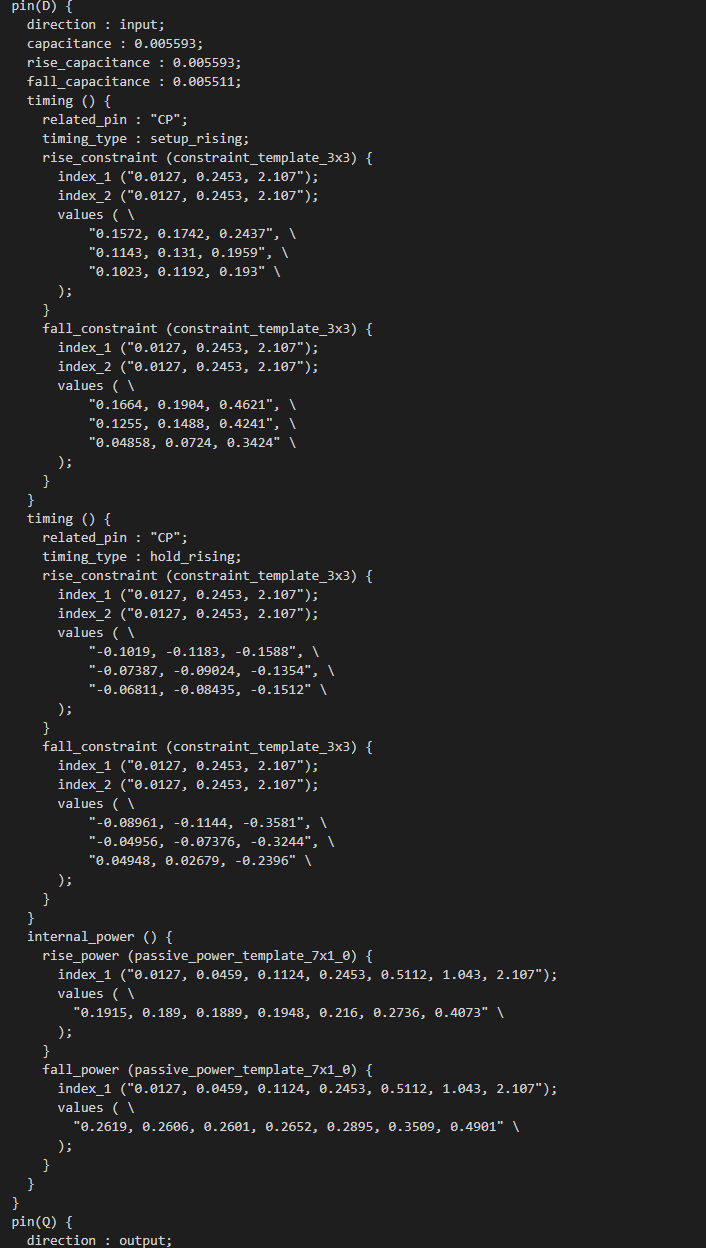 pin(D) {
  direction : input;
  capacitance : 0.005593;
  rise_capacitance : 0.005593;
  fall_capacitance : 0.005511;
  timing () {
    related_pin : "CP";
    timing_type : setup_rising;
    rise_constraint (constraint_template_3x3) {
      index_1 ("0.0127, 0.2453, 2.107");
      index_2 ("0.0127, 0.2453, 2.107");
      values ( \
          "0.1572, 0.1742, 0.2437", \
          "0.1143, 0.131, 0.1959", \
          "0.1023, 0.1192, 0.193" \
      );
    }
    fall_constraint (constraint_template_3x3) {
      index_1 ("0.0127, 0.2453, 2.107");
      index_2 ("0.0127, 0.2453, 2.107");
      values ( \
          "0.1664, 0.1904, 0.4621", \
          "0.1255, 0.1488, 0.4241", \
          "0.04858, 0.0724, 0.3424" \
      );
    }
  }
  timing () {
    related_pin : "CP";
    timing_type : hold_rising;
    rise_constraint (constraint_template_3x3) {
      index_1 ("0.0127, 0.2453, 2.107");
      index_2 ("0.0127, 0.2453, 2.107");
      values ( \
          "-0.1019, -0.1183, -0.1588", \
          "-0.07387, -0.09024, -0.1354", \
          "-0.06811, -0.08435, -0.1512" \
      );
    }
    fall_constraint (constraint_template_3x3) {
      index_1 ("0.0127, 0.2453, 2.107");
      index_2 ("0.0127, 0.2453, 2.107");
      values ( \
          "-0.08961, -0.1144, -0.3581", \
          "-0.04956, -0.07376, -0.3244", \
          "0.04948, 0.02679, -0.2396" \
      );
    }
  }
  internal_power () {
    rise_power (passive_power_template_7x1_0) {
      index_1 ("0.0127, 0.0459, 0.1124, 0.2453, 0.5112, 1.043, 2.107");
      values ( \
        "0.1915, 0.189, 0.1889, 0.1948, 0.216, 0.2736, 0.4073" \
      );
    }
    fall_power (passive_power_template_7x1_0) {
      index_1 ("0.0127, 0.0459, 0.1124, 0.2453, 0.5112, 1.043, 2.107");
      values ( \
        "0.2619, 0.2606, 0.2601, 0.2652, 0.2895, 0.3509, 0.4901" \
      );
    }
  }
}
pin(Q) {
  direction : output;